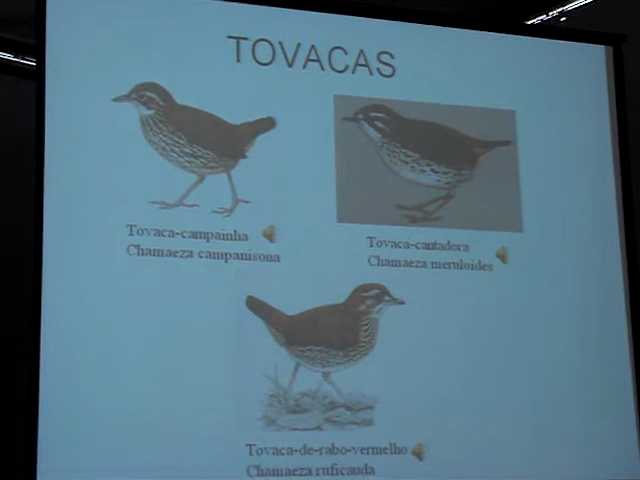 TOVACAS
Tovaca-campainha
Chamaeza campanisona
Tovaca-cantadora
Chamaeza meruloides
Tovaca-de-rabo-vermelho
Chamaeza ruficauda